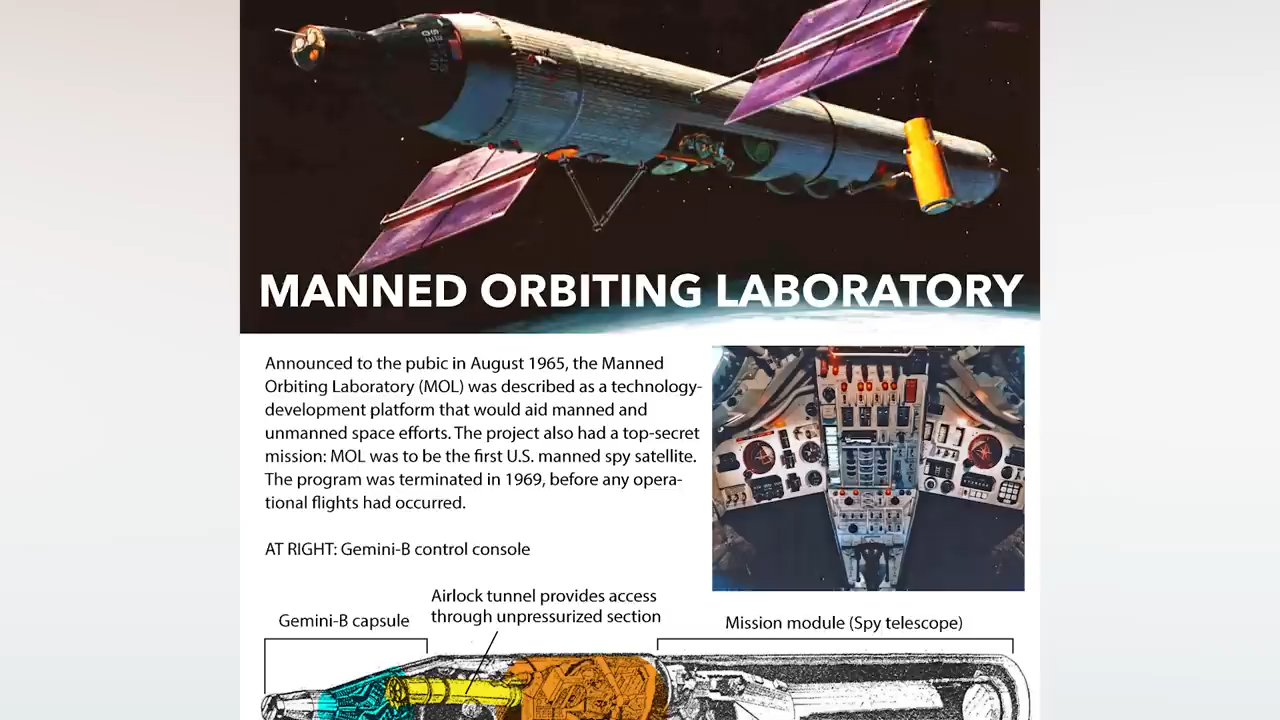 MANNED ORBITING LABORATORY
Announced to the pubic in August 1965, the Manned
Orbiting Laboratory (MOL) was described as a technology-
development platform that would aid manned and
unmanned space efforts. The project also had a top-secret
mission: MOL was to be the first U.S. manned spy satellite.
The program was terminated in 1969, before any opera-
tional flights had occurred.
AT RIGHT: Gemini-B control console
Airlock tunnel provides access
through unpressurized section
Gemini-B capsule
Mission module (Spy telescope)